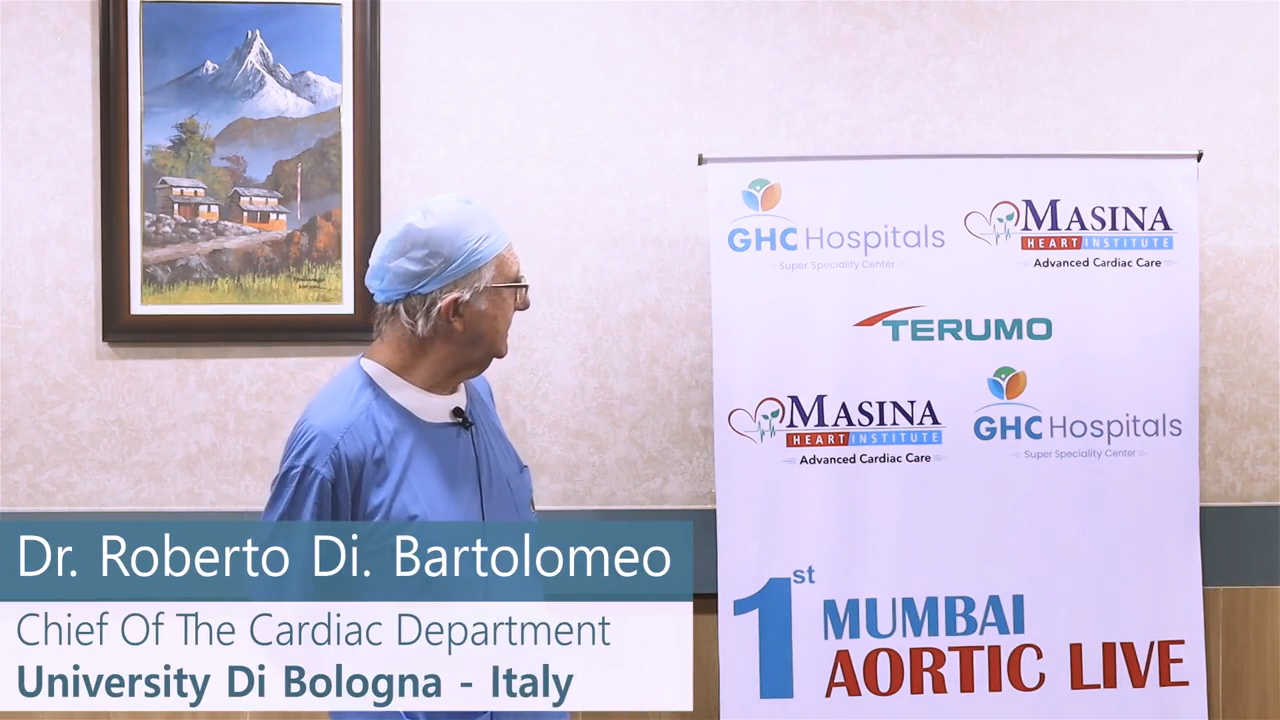 GHC Hospitals
Super Speciality Center
MASINA
HEART INSTITUTE
Advanced Cardiac Care
TERUMO
MASINA
HEART INSTITUTE
Advanced Cardiac Care
GHC Hospitals
Super Speciality Center
1st
MUMBAI
AORTIC LIVE
Dr. Roberto Di. Bartolomeo
Chief Of The Cardiac Department
University Di Bologna - Italy